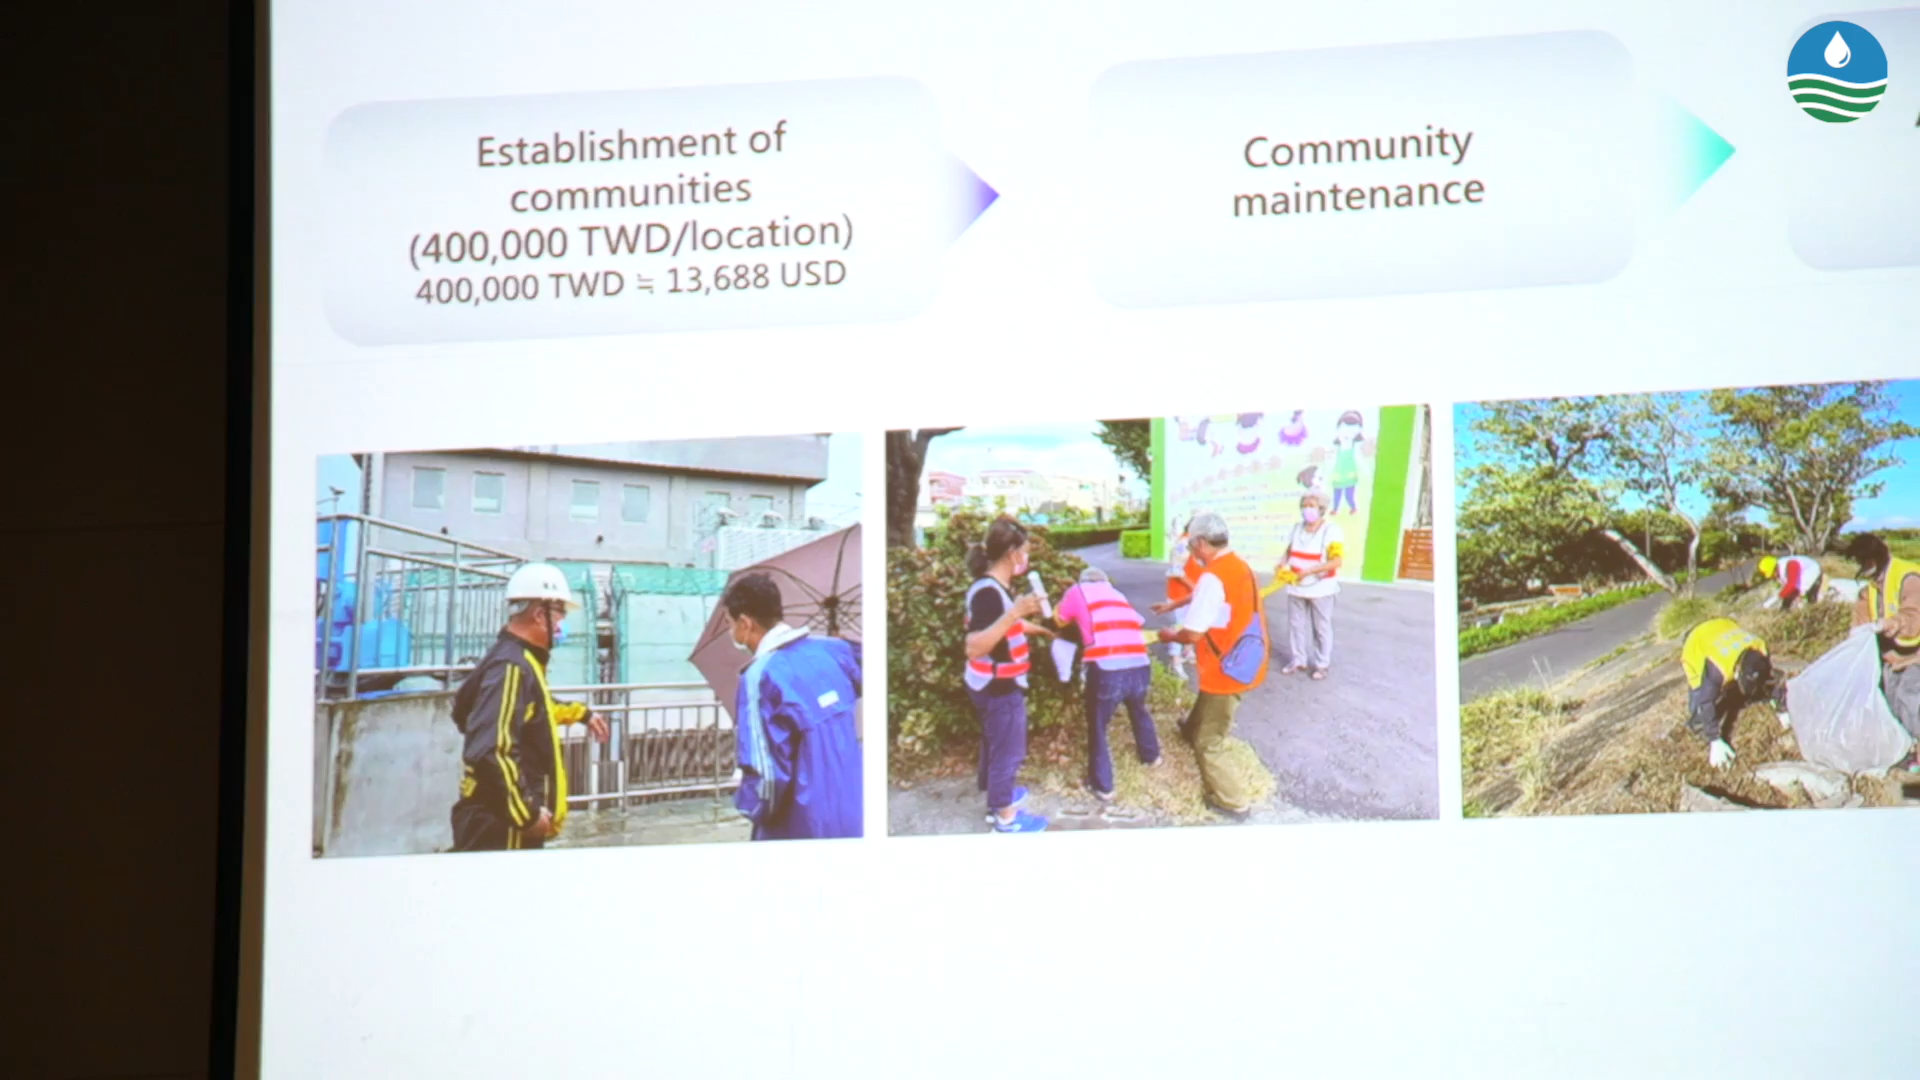 Establishment of
communities
(400,000 TWD/location)
400,000 TWD ≒ 13,688 USD
Community
maintenance